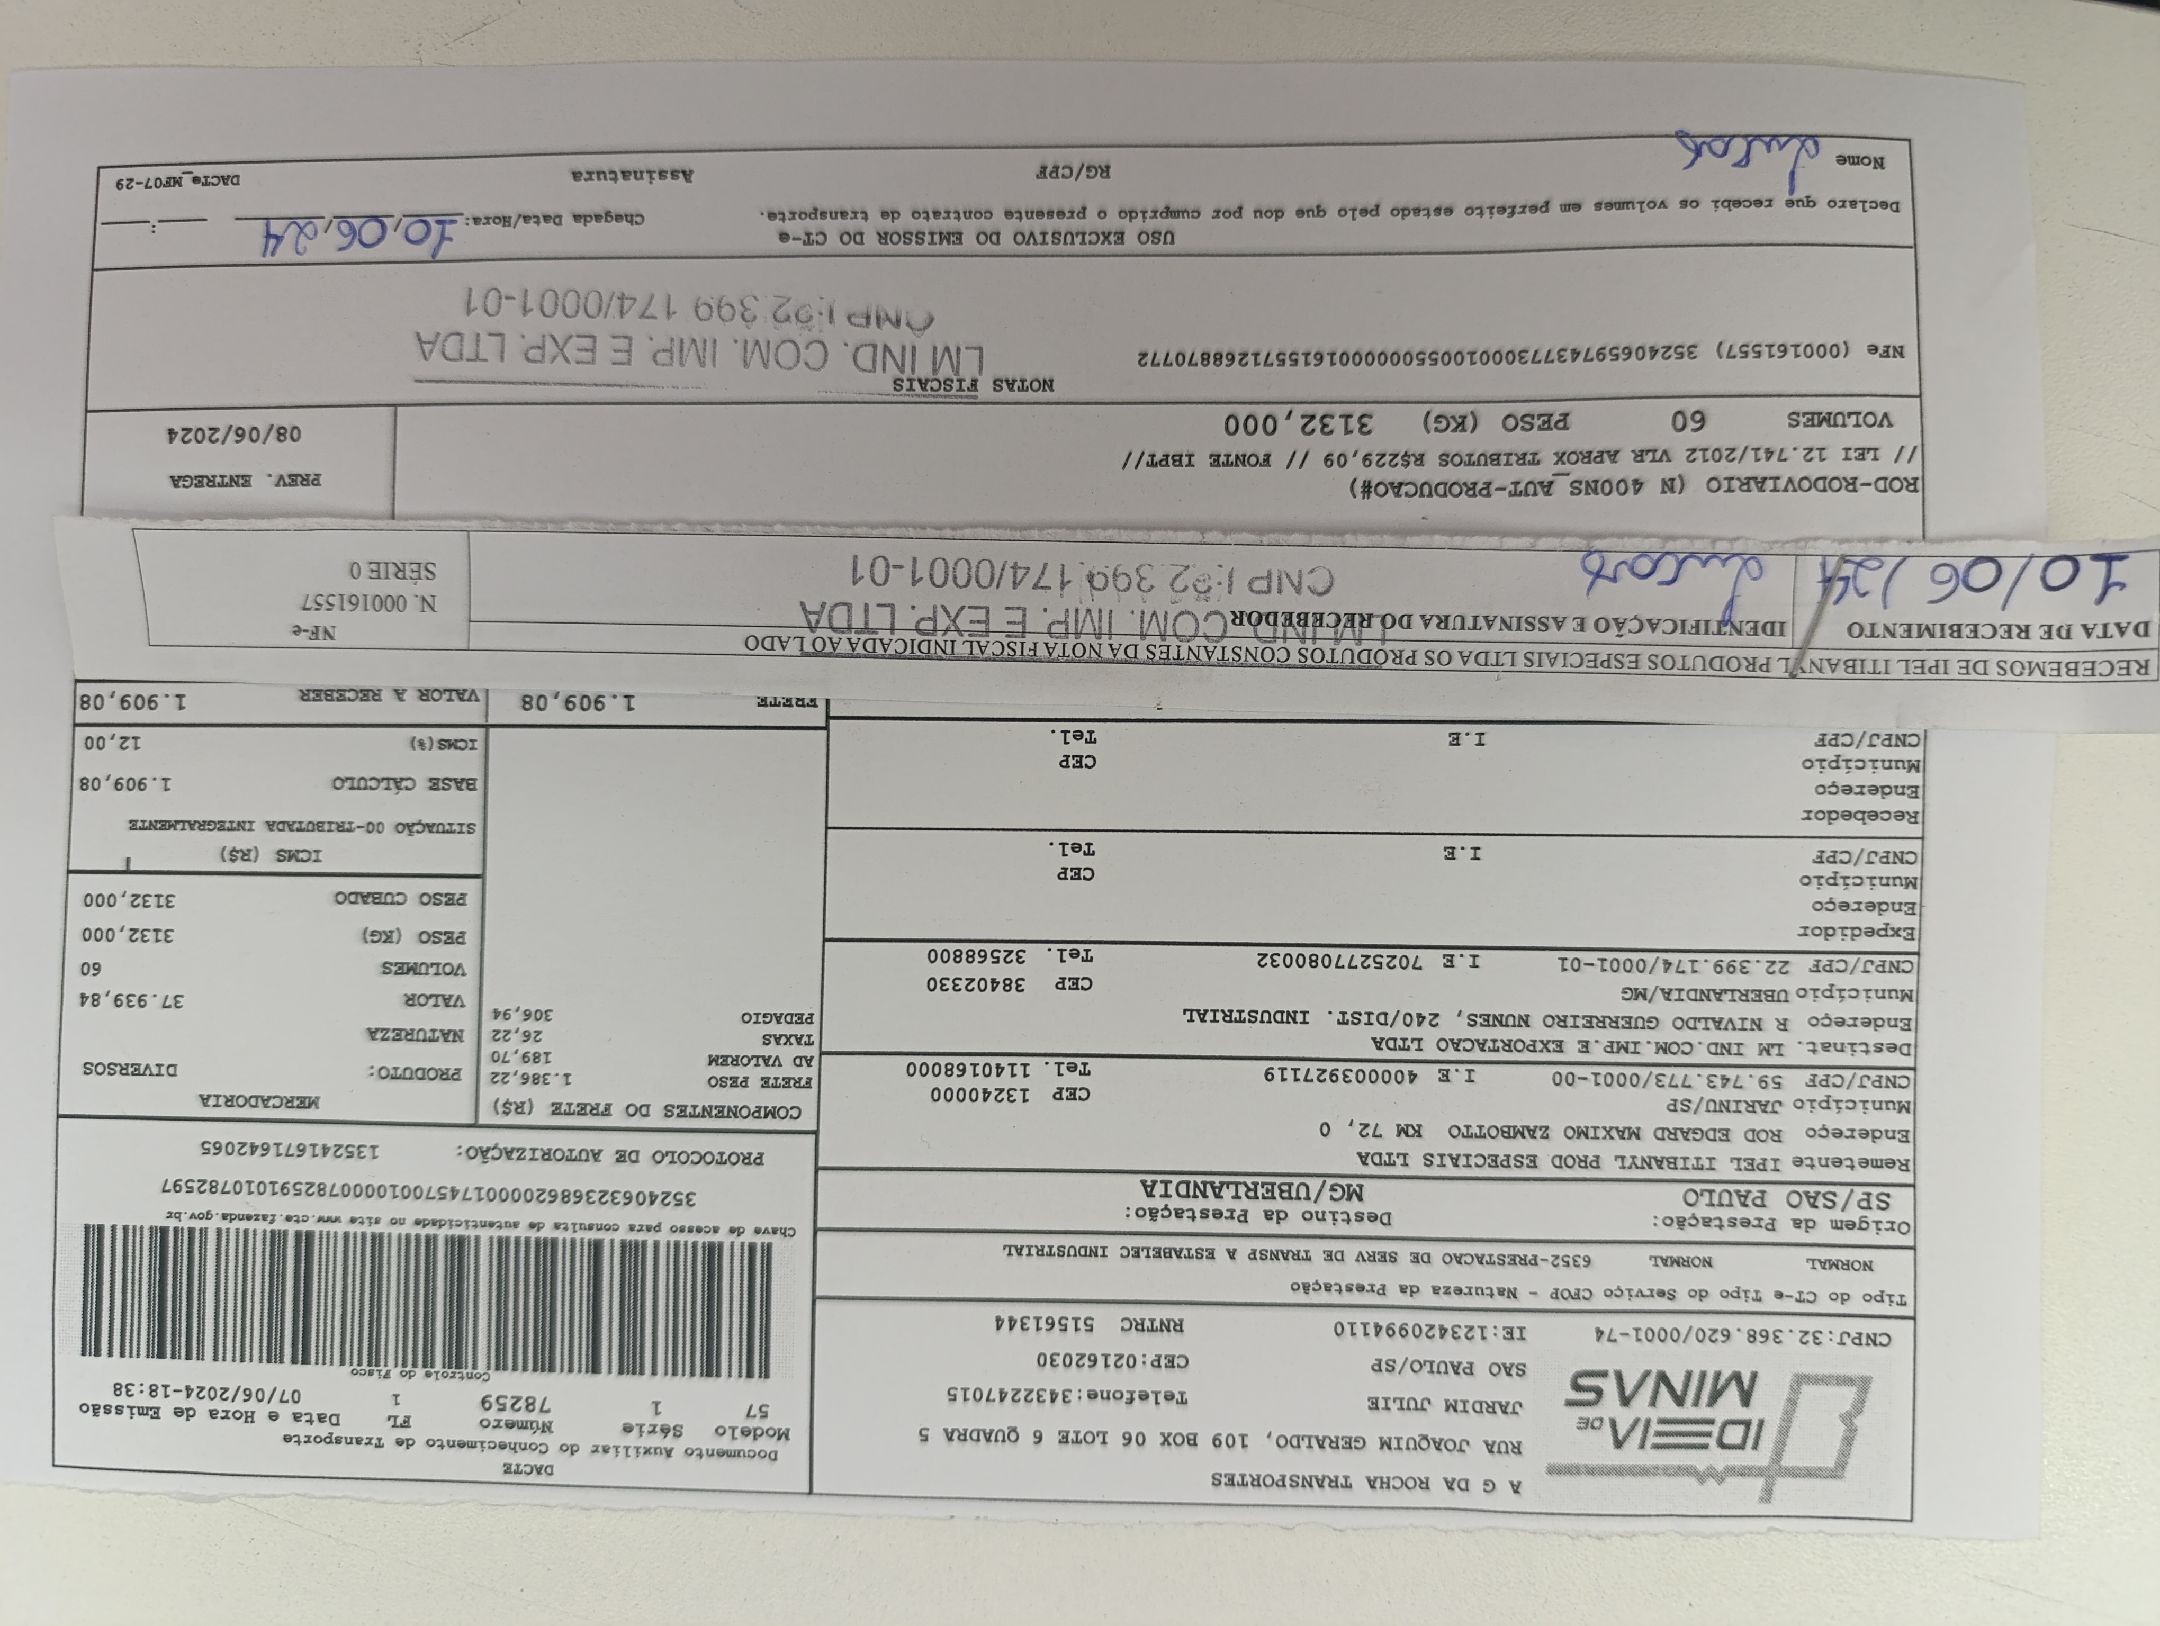 A G DA ROCHA TRANSPORTES
IDEIA DE
MINAS
RUA JOAQUIM GERALDO, 109 BOX 06 LOTE 6 QUADRA 5
JARDIM JULIE Telefone:3432247015
SAO PAULO/SP CEP:02162030
CNPJ:32.368.620/0001-74 IE:123420994110 RNTRC 51561344
DACTE
Documento Auxiliar do Conhecimento de Transporte
Modelo Série Número FL Data e Hora de Emissão
57 1 78259 1 07/06/2024-18:38
Controle do Fisco
Chave de acesso para consulta de autenticidade no site www.cte.fazenda.gov.br
35240632368620000174570010000782591010782597
PROTOCOLO DE AUTORIZAÇÃO: 135241671642065
Tipo do CT-e Tipo do Serviço CFOP - Natureza da Prestação
NORMAL NORMAL 6352-PRESTACAO DE SERV DE TRANSP A ESTABELEC INDUSTRIAL
Origem da Prestação: Destino da Prestação:
SP/SAO PAULO MG/UBERLANDIA
Remetente IPEL ITIBANYL PROD ESPECIAIS LTDA
Endereço ROD EDGARD MAXIMO ZAMBOTTO KM 72, 0
Município JARINU/SP CEP 13240000
CNPJ/CPF 59.743.773/0001-00 I.E 400003927119 Tel. 1140168000
Destinat. LM IND.COM.IMP.E EXPORTACAO LTDA
Endereço R NIVALDO GUERREIRO NUNES, 240/DIST. INDUSTRIAL
Município UBERLANDIA/MG CEP 38402330
CNPJ/CPF 22.399.174/0001-01 I.E 7025277080032 Tel. 32568800
Expedidor
Endereço
Município CEP
CNPJ/CPF I.E Tel.
Recebedor
Endereço
Município CEP
CNPJ/CPF I.E Tel.
COMPONENTES DO FRETE (R$)
FRETE PESO 1.386,22
AD VALOREM 189,70
TAXAS 26,22
PEDAGIO 306,94
FRETE 1.909,08
MERCADORIA
PRODUTO: DIVERSOS
NATUREZA
VALOR 37.939,84
VOLUMES 60
PESO (KG) 3132,000
PESO CUBADO 3132,000
ICMS (R$)
SITUAÇÃO 00-TRIBUTADA INTEGRALMENTE
BASE CÁLCULO 1.909,08
ICMS(%) 12,00
VALOR A RECEBER 1.909,08
RECEBEMOS DE IPEL ITIBANYL PRODUTOS ESPECIAIS LTDA OS PRODUTOS CONSTANTES DA NOTA FISCAL INDICADA AO LADO
DATA DE RECEBIMENTO IDENTIFICAÇÃO E ASSINATURA DO RECEBEDOR
10/06/24 Lucas
LM IND. COM. IMP. E EXP. LTDA
CNPJ: 22.399.174/0001-01
NF-e
N. 000161557
SÉRIE 0
ROD-RODOVIARIO (N 400NS_AUT-PRODUCAO#)
// LEI 12.741/2012 VLR APROX TRIBUTOS R$229,09 // FONTE IBPT//
VOLUMES 60 PESO (KG) 3132,000
PREV. ENTREGA
08/06/2024
NOTAS FISCAIS
NFe (000161557) 35240659743773000100550000001615571268870772
LM IND. COM. IMP. E EXP. LTDA
CNPJ: 22.399.174/0001-01
USO EXCLUSIVO DO EMISSOR DO CT-e
Declaro que recebi os volumes em perfeito estado pelo que dou por cumprido o presente contrato de transporte.
Chegada Data/Hora: 10/06/24 __:__
Nome Lucas RG/CPF Assinatura DACTe_MF07-29